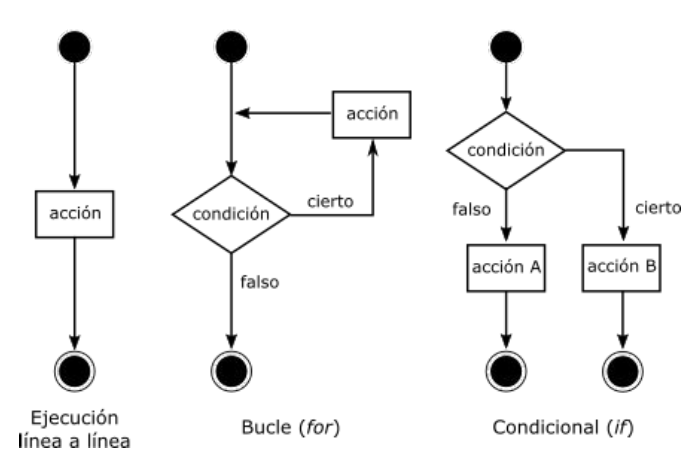 acción
Ejecución
línea a línea
acción
condición
cierto
falso
Bucle (for)
condición
falso
cierto
acción A
acción B
Condicional (if)